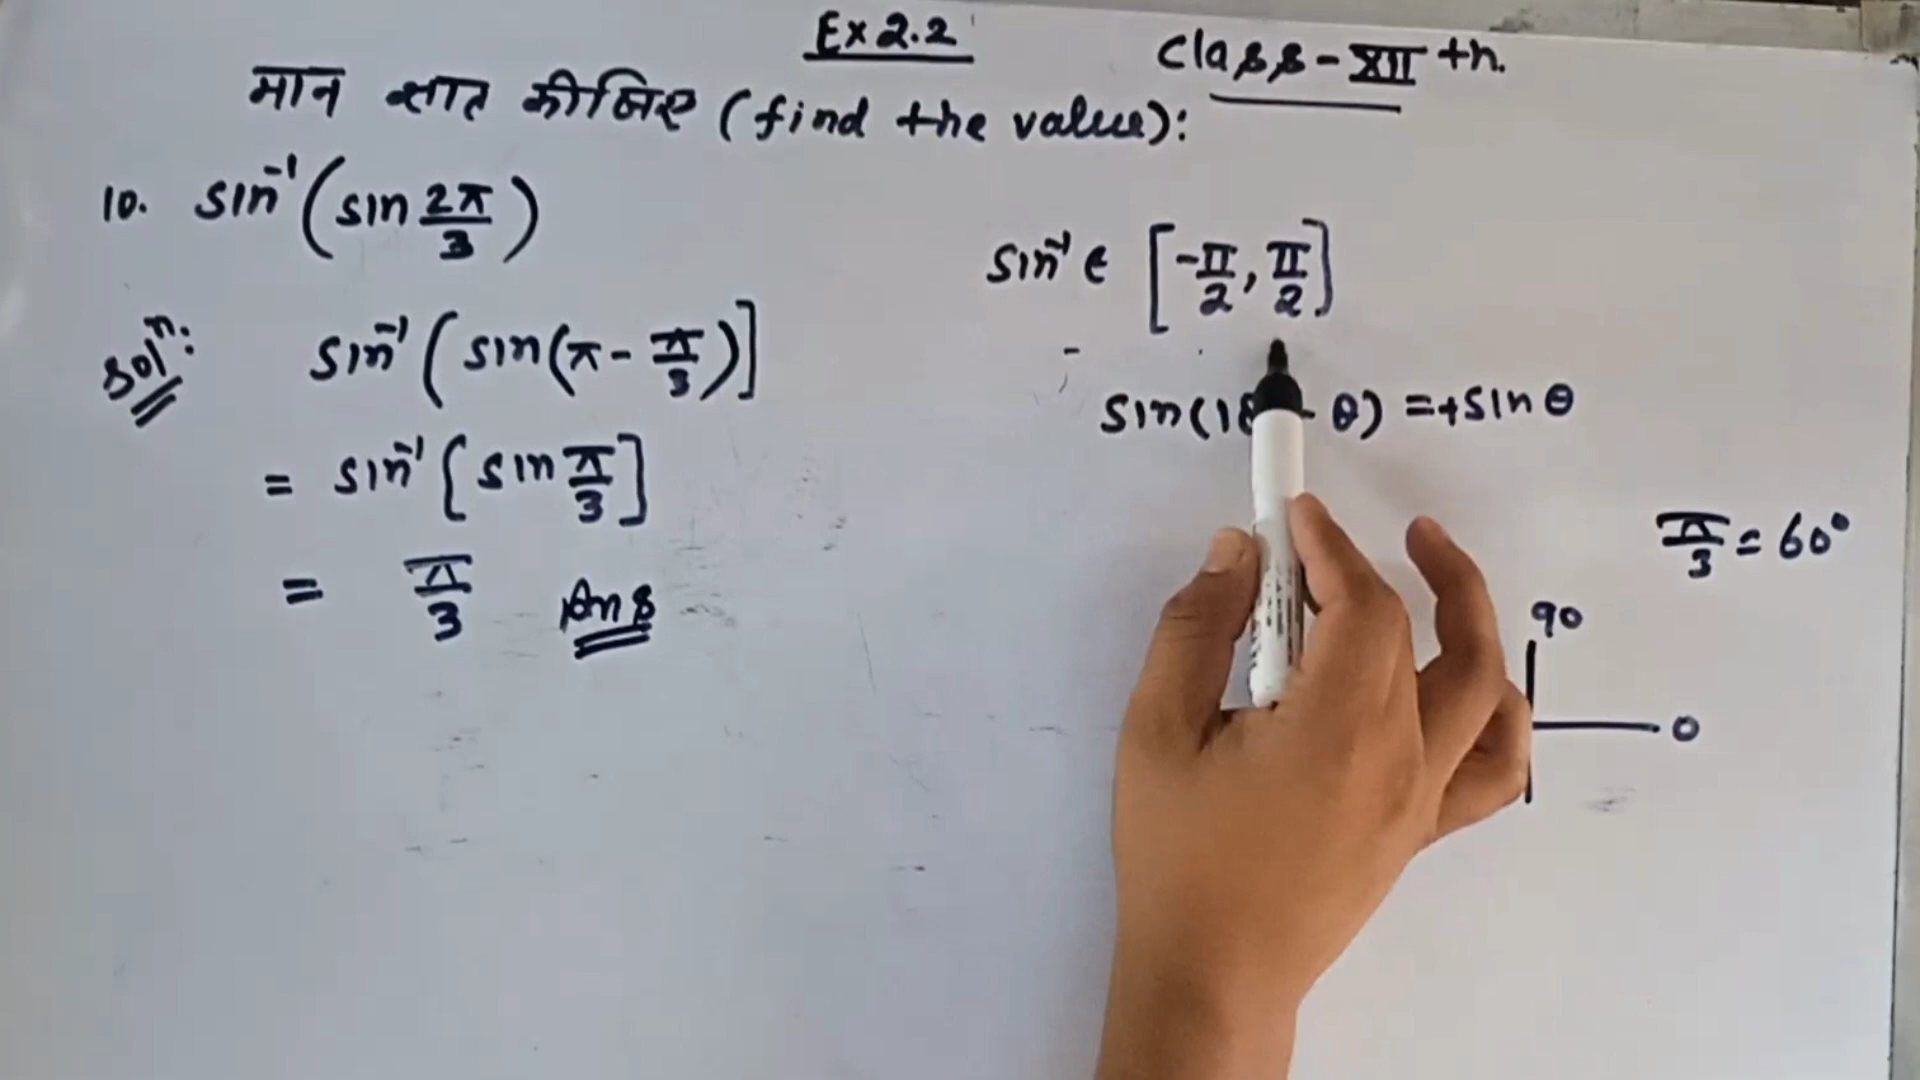 Ex 2.2
Class - XII th.
मान ज्ञात कीजिए (find the value):
10. sin⁻¹(sin 2π/3)
Solⁿ: sin⁻¹(sin(π - π/3)]
= sin⁻¹[sin π/3]
= π/3 Ans
sin⁻¹ ∈ [-π/2, π/2]
sin(18 - θ) = +sin θ
π/3 = 60°
90
0